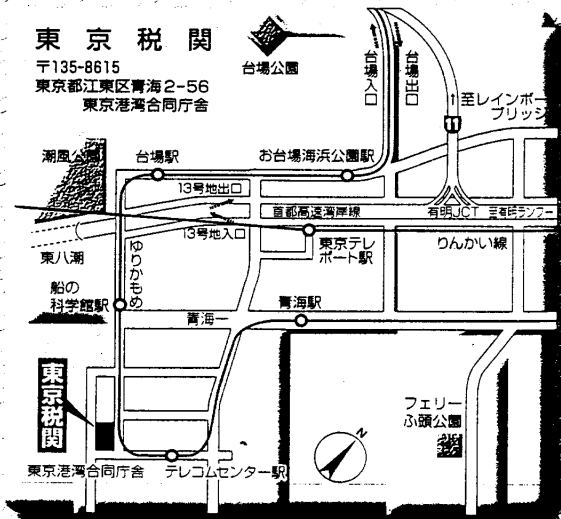 東京税関
〒135-8615
東京都江東区青海2-56
東京港湾合同庁舎
台場公園
台場入口
台場出口
↑至レインボー
ブリッジ
11
潮風公園
台場駅
お台場海浜公園駅
13号地出口
首都高速湾岸線
有明JCT
至有明ランプ→
13号地入口
東京テレ
ポート駅
りんかい線
東八潮
ゆりかもめ
船の
科学館駅
青海一
青海駅
東京税関
フェリー
ふ頭公園
東京港湾合同庁舎
テレコムセンター駅
N